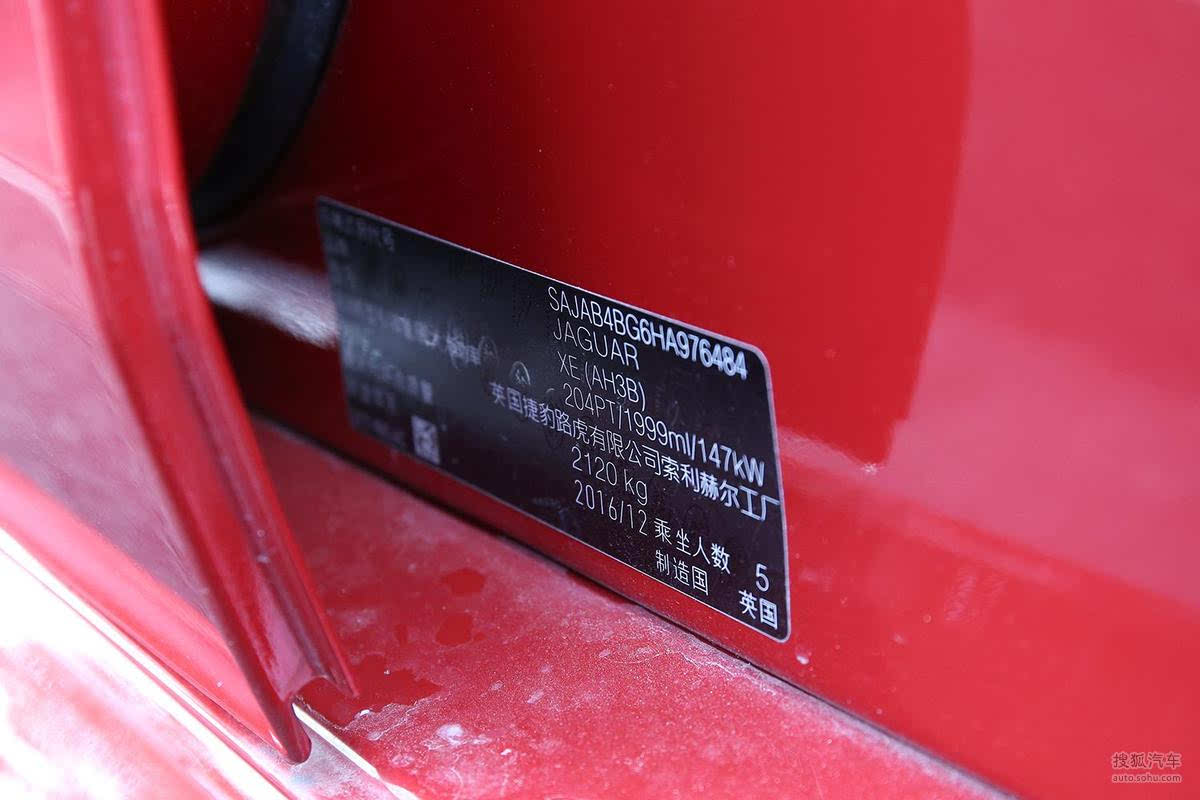 SAJAB4BG6HA976484
JAGUAR
XE (AH3B)
204PT/1999ml/147kW
英国捷豹路虎有限公司索利赫尔工厂
2120 kg
2016/12 乘坐人数 5
制造国 英国
搜狐汽车
auto.sohu.com